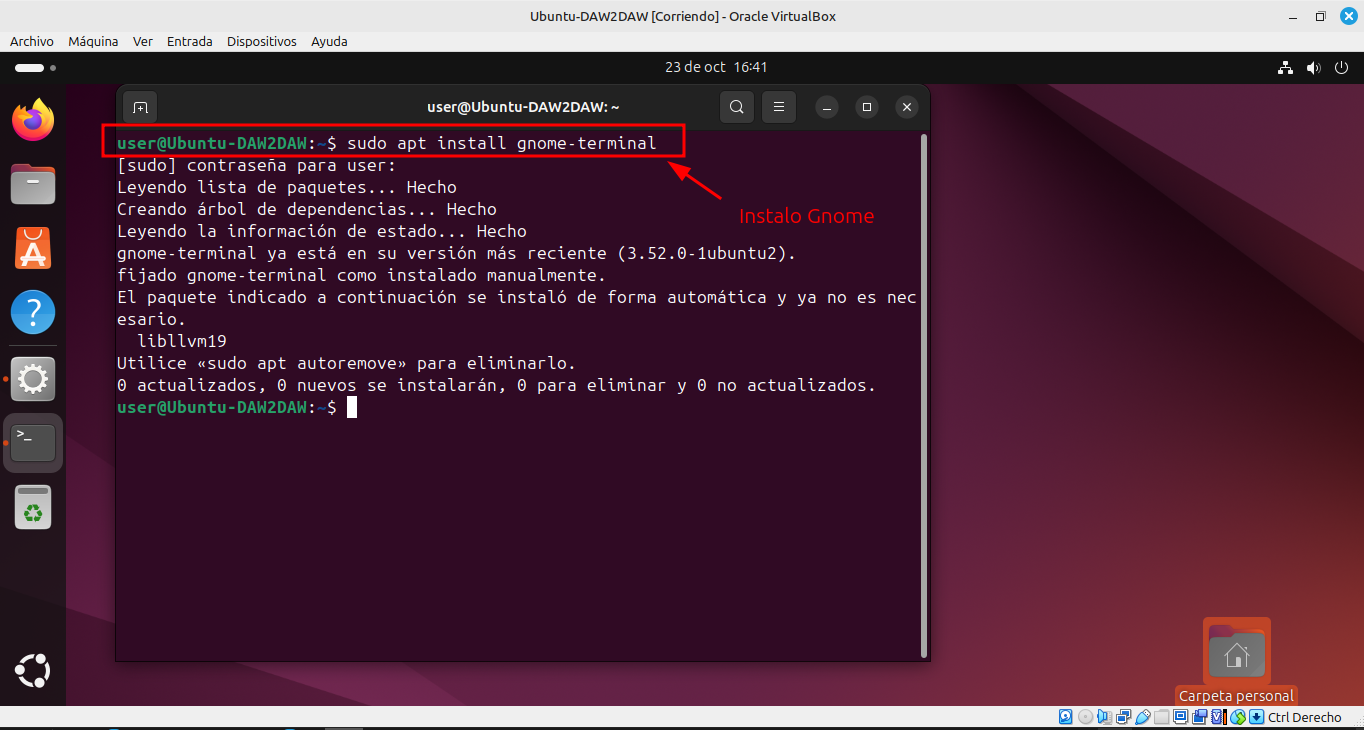 Ubuntu-DAW2DAW [Corriendo] - Oracle VirtualBox
Archivo Máquina Ver Entrada Dispositivos Ayuda
23 de oct 16:41
user@Ubuntu-DAW2DAW: ~
user@Ubuntu-DAW2DAW:~$ sudo apt install gnome-terminal
[sudo] contraseña para user:
Leyendo lista de paquetes... Hecho
Creando árbol de dependencias... Hecho
Instalo Gnome
Leyendo la información de estado... Hecho
gnome-terminal ya está en su versión más reciente (3.52.0-1ubuntu2).
fijado gnome-terminal como instalado manualmente.
El paquete indicado a continuación se instaló de forma automática y ya no es nec
esario.
libllvm19
Utilice «sudo apt autoremove» para eliminarlo.
0 actualizados, 0 nuevos se instalarán, 0 para eliminar y 0 no actualizados.
user@Ubuntu-DAW2DAW:~$
Carpeta personal
Ctrl Derecho